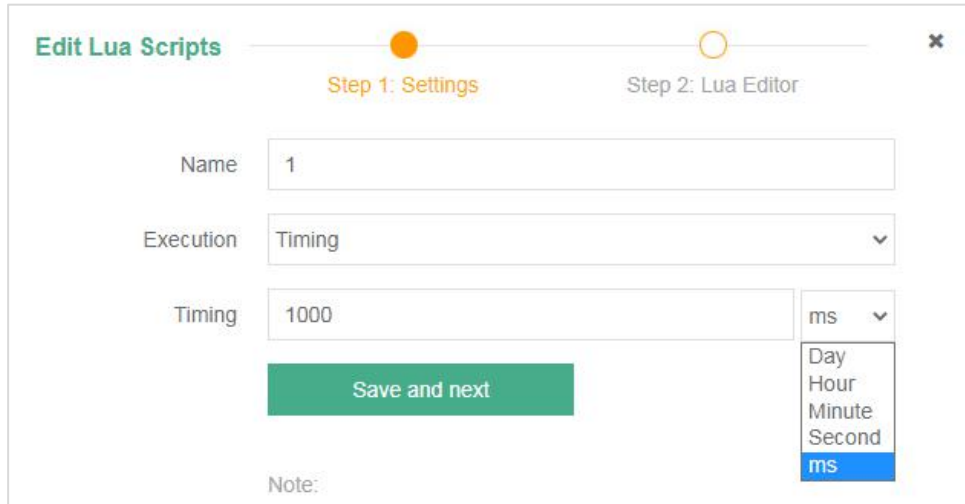 Edit Lua Scripts
Step 1: Settings
Step 2: Lua Editor
Name
1
Execution
Timing
Timing
1000
ms
Day
Hour
Minute
Second
ms
Save and next
Note: